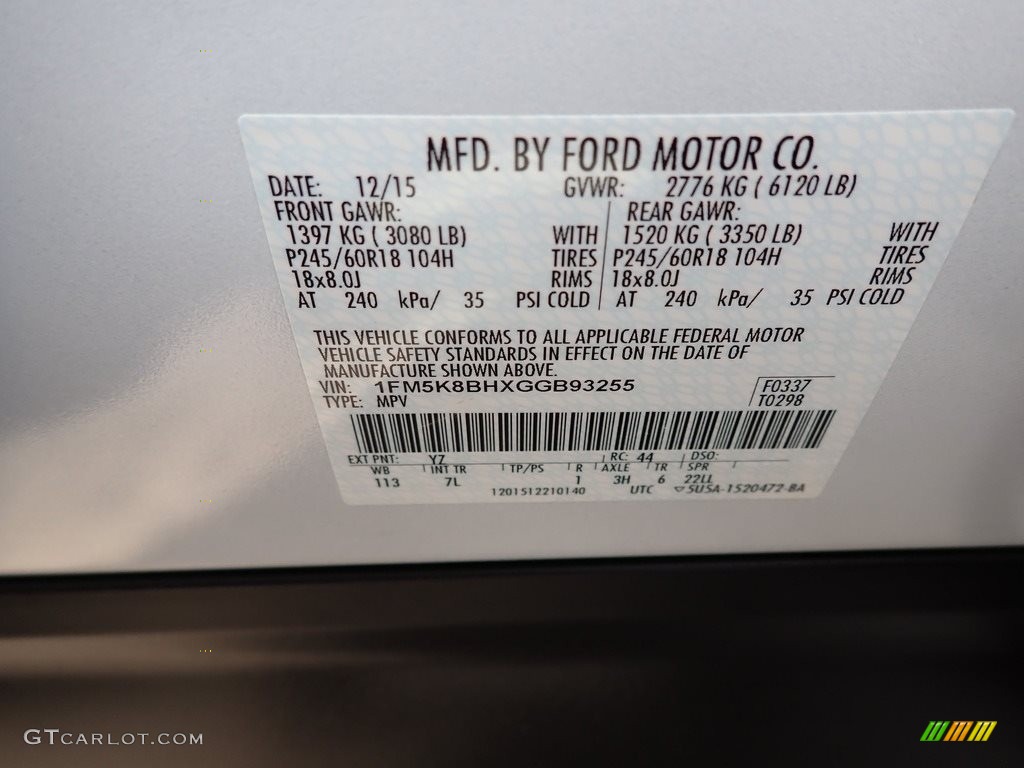 MFD. BY FORD MOTOR CO.
DATE: 12/15 GVWR: 2776 KG ( 6120 LB)
FRONT GAWR: REAR GAWR:
1397 KG ( 3080 LB) WITH 1520 KG ( 3350 LB) WITH
P245/60R18 104H TIRES P245/60R18 104H TIRES
18x8.0J RIMS 18x8.0J RIMS
AT 240 kPa/ 35 PSI COLD AT 240 kPa/ 35 PSI COLD
THIS VEHICLE CONFORMS TO ALL APPLICABLE FEDERAL MOTOR
VEHICLE SAFETY STANDARDS IN EFFECT ON THE DATE OF
MANUFACTURE SHOWN ABOVE.
VIN: 1FM5K8BHXGGB93255 F0337
TYPE: MPV T0298
EXT PNT: YZ RC: 44 DSO:
WB INT TR TP/PS R AXLE TR SPR
113 7L 1 3H 6 22LL
1201512210140 UTC ▽SUSA-1520472-BA
GTCARLOT.COM